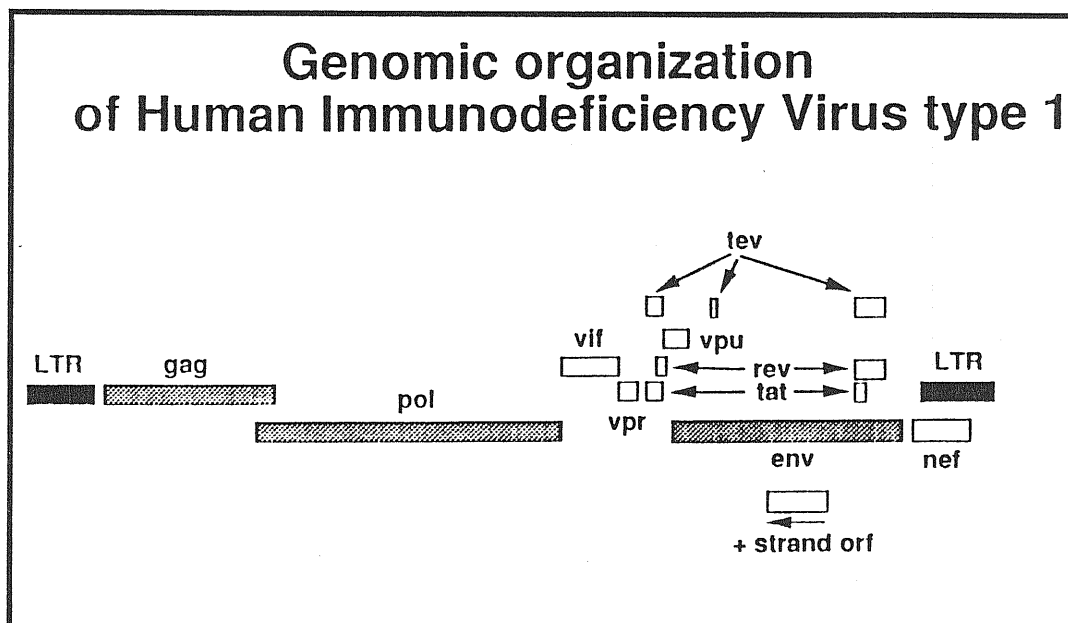 Genomic organization
of Human Immunodeficiency Virus type 1
tev
vif
vpu
LTR
gag
rev
LTR
pol
tat
vpr
env
nef
+ strand orf